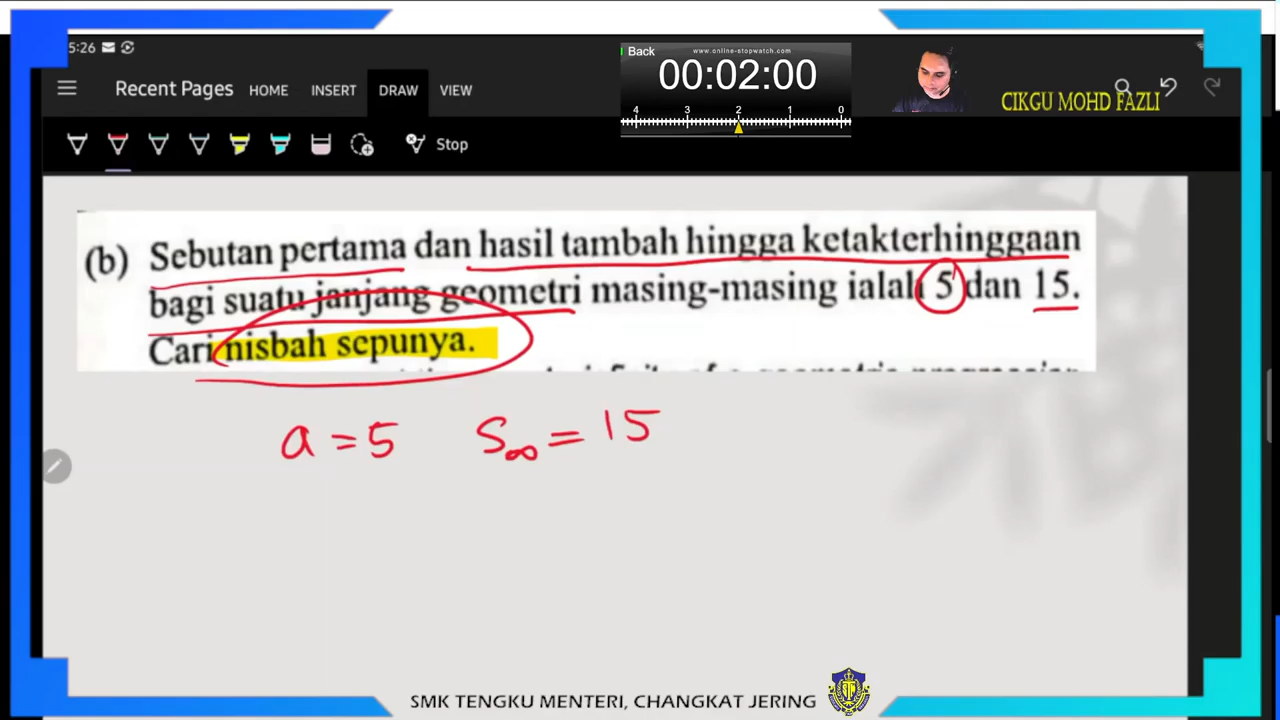 5:26
Back
www.online-stopwatch.com
00:02:00
4 3 2 1 0
CIKGU MOHD FAZLI
Recent Pages HOME INSERT DRAW VIEW
Stop
(b) Sebutan pertama dan hasil tambah hingga ketakterhinggaan
bagi suatu janjang geometri masing-masing ialah 5 dan 15.
Cari nisbah sepunya.
a = 5 S∞ = 15
SMK TENGKU MENTERI, CHANGKAT JERING